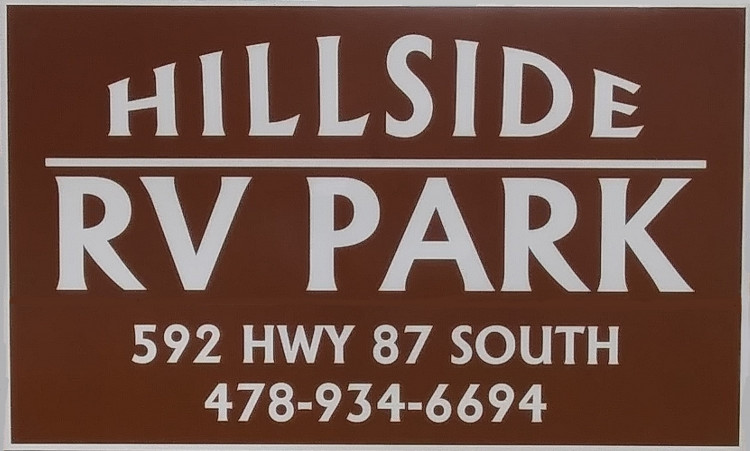 HILLSIDE
RV PARK
592 HWY 87 SOUTH
478-934-6694